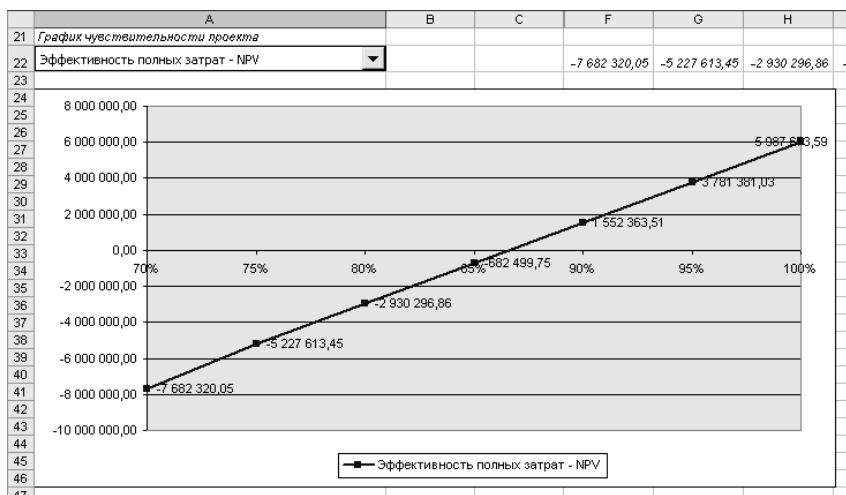 A B C F G H
21 График чувствительности проекта
22 Эффективность полных затрат - NPV -7 682 320,05 -5 227 613,45 -2 930 296,86
23
24
25
26
27
28
29
30
31
32
33
34
35
36
37
38
39
40
41
42
43
44
45
46
47
8 000 000,00
6 000 000,00
4 000 000,00
2 000 000,00
0,00
-2 000 000,00
-4 000 000,00
-6 000 000,00
-8 000 000,00
-10 000 000,00
3 781 381,03
1 552 363,51
-682 499,75
70% 75% 80% 85% 90% 95% 100%
-2 930 296,86
-5 227 613,45
-7 682 320,05
Эффективность полных затрат - NPV